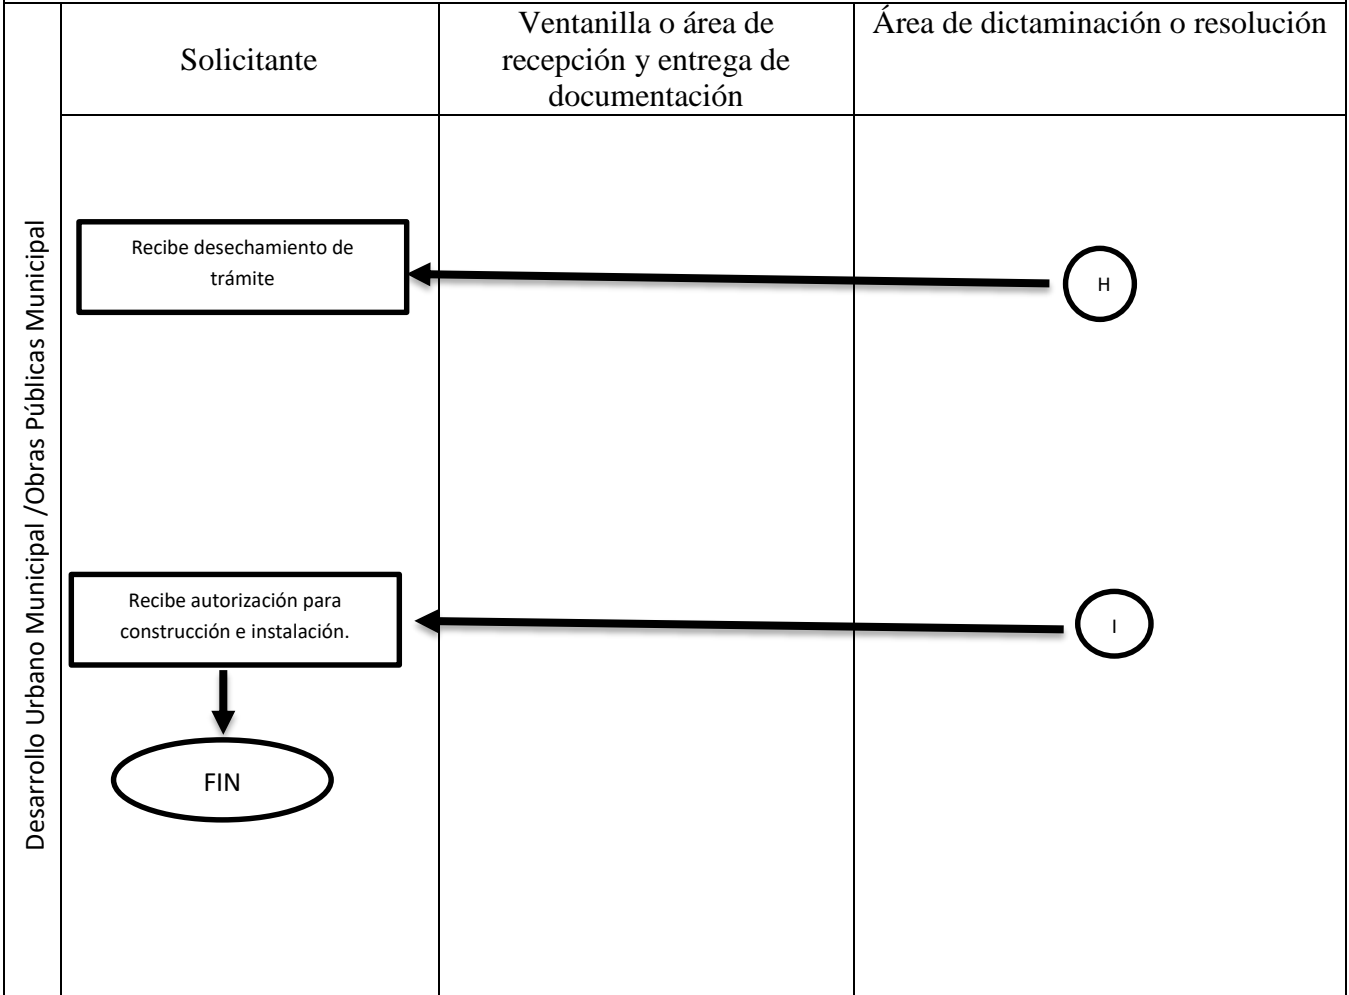 Solicitante
Ventanilla o área de
recepción y entrega de
documentación
Área de dictaminación o resolución
Desarrollo Urbano Municipal /Obras Públicas Municipal
Recibe desechamiento de
trámite
H
Recibe autorización para
construcción e instalación.
I
FIN